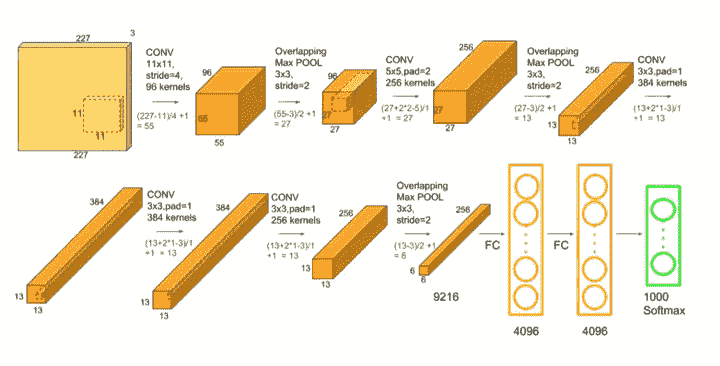 227
3
11
11
227
CONV
11x11,
stride=4,
96 kernels
(227-11)/4 +1
= 55
96
55
55
Overlapping
Max POOL
3x3,
stride=2
(55-3)/2 +1
= 27
96
27
27
CONV
5x5,pad=2
256 kernels
(27+2*2-5)/1
+1 = 27
256
27
27
Overlapping
Max POOL
3x3,
stride=2
(27-3)/2 +1
= 13
256
13
13
CONV
3x3,pad=1
384 kernels
(13+2*1-3)/1
+1 = 13
384
13
13
CONV
3x3,pad=1
384 kernels
(13+2*1-3)/1
+1 = 13
384
13
13
CONV
3x3,pad=1
256 kernels
(13+2*1-3)/1
+1 = 13
256
13
13
Overlapping
Max POOL
3x3,
stride=2
(13-3)/2 +1
= 6
256
6
6
9216
FC
4096
FC
4096
1000
Softmax